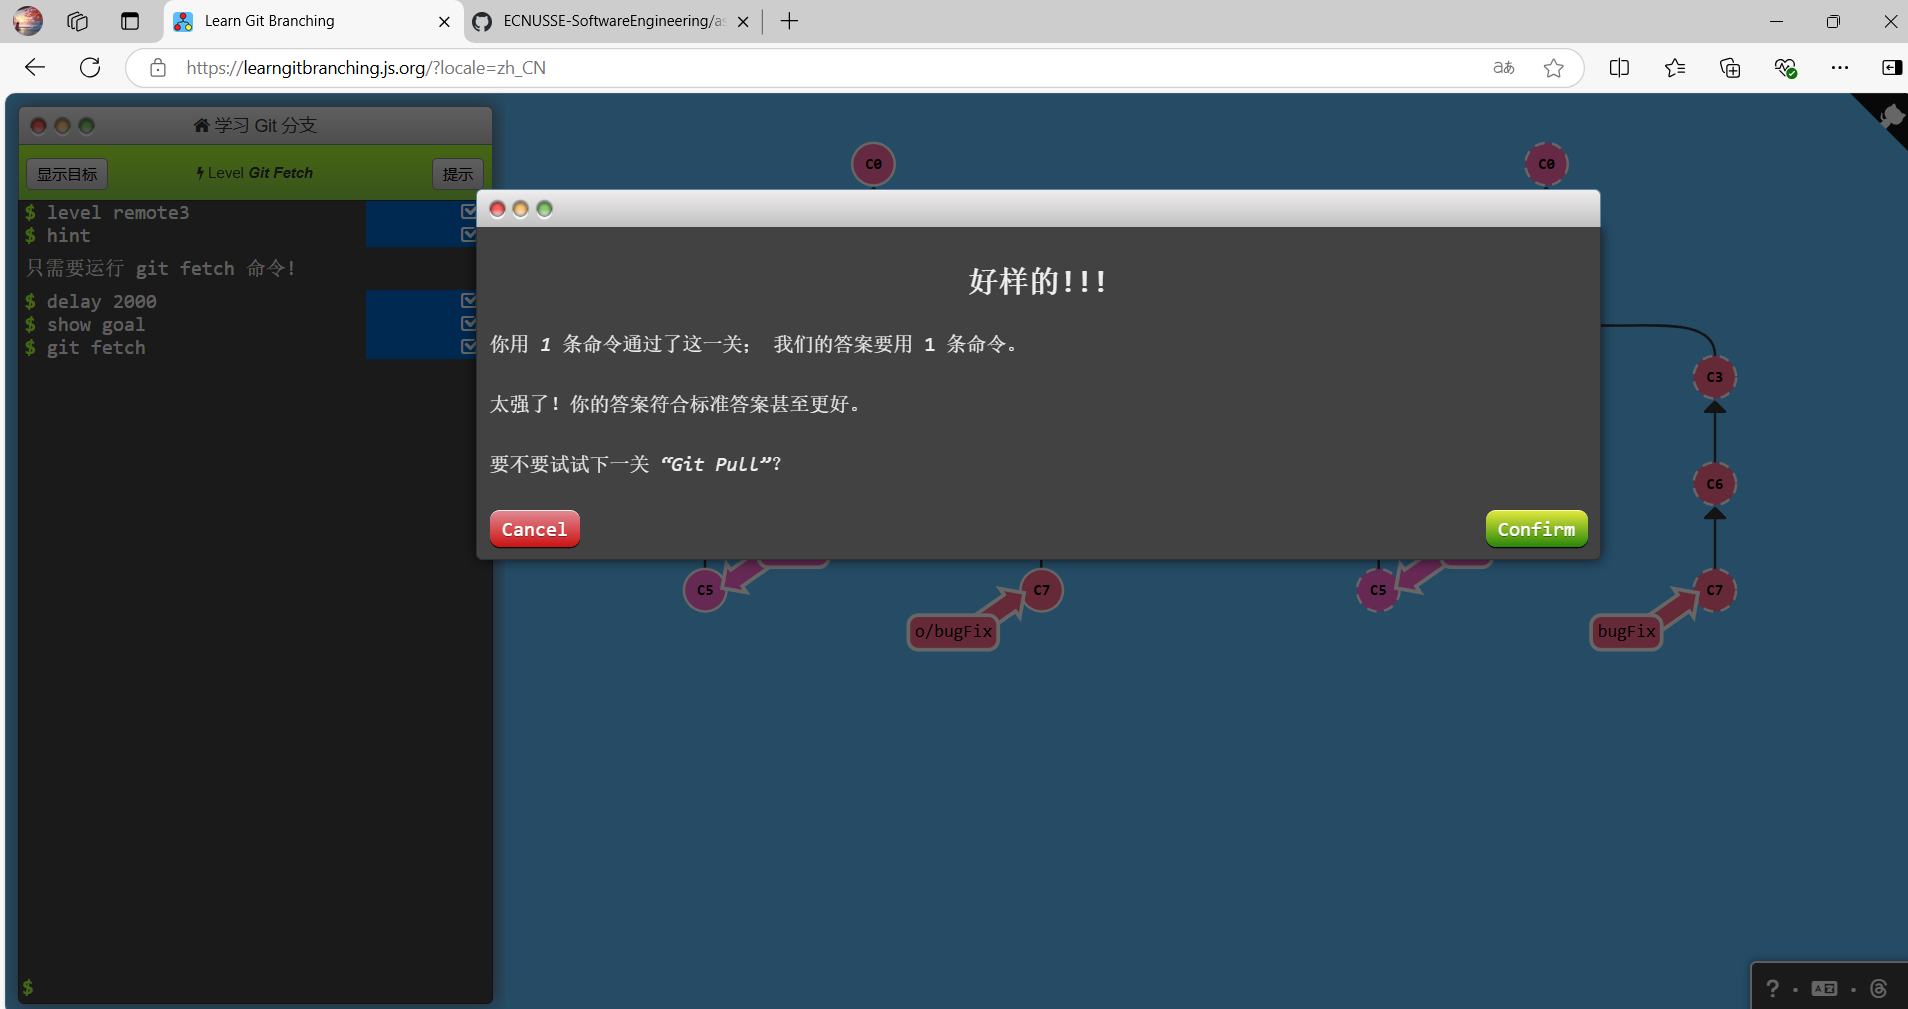 Learn Git Branching
ECNUSSE-SoftwareEngineering/as
https://learngitbranching.js.org/?locale=zh_CN
aあ
学习 Git 分支
显示目标
Level Git Fetch
提示
$ level remote3
$ hint
只需要运行 git fetch 命令！
$ delay 2000
$ show goal
$ git fetch
$
C0
C0
好样的!!!
你用 1 条命令通过了这一关； 我们的答案要用 1 条命令。
太强了！你的答案符合标准答案甚至更好。
要不要试试下一关 “Git Pull”？
Cancel
Confirm
C3
C6
C5
C7
C5
C7
o/bugFix
bugFix
?